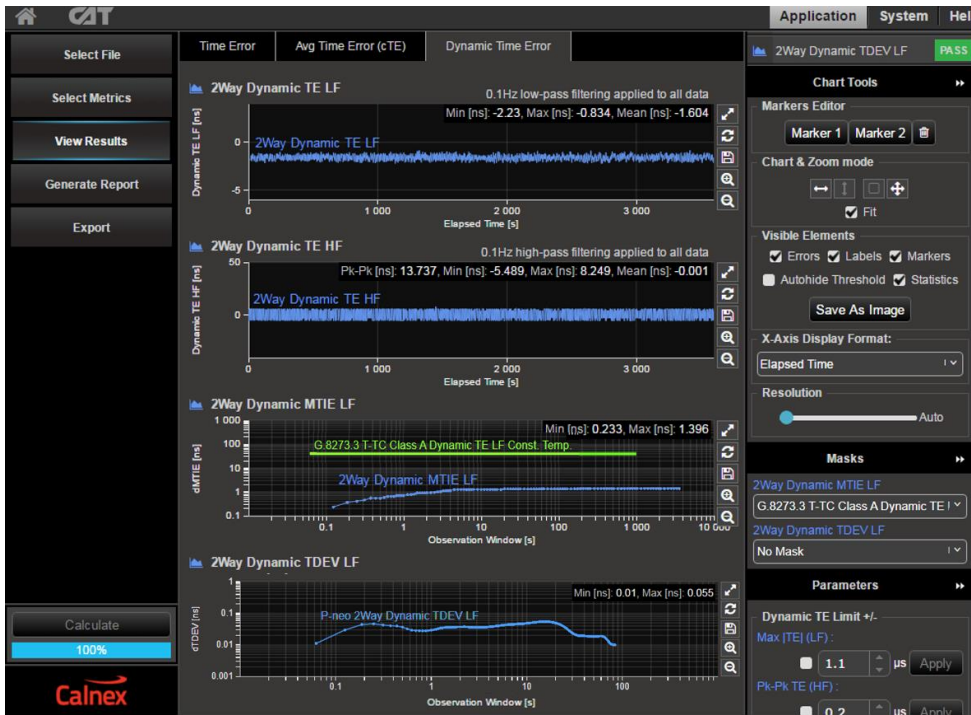 CAT
Application System Hel
Select File
Select Metrics
View Results
Generate Report
Export
Calculate
100%
Calnex
Time Error Avg Time Error (cTE) Dynamic Time Error
2Way Dynamic TE LF
0.1Hz low-pass filtering applied to all data
Min [ns]: -2.23, Max [ns]: -0.834, Mean [ns]: -1.604
2Way Dynamic TE LF
Dynamic TE LF [ns]
0
-5
0 1 000 2 000 3 000
Elapsed Time [s]
2Way Dynamic TE HF
0.1Hz high-pass filtering applied to all data
Pk-Pk [ns]: 13.737, Min [ns]: -5.489, Max [ns]: 8.249, Mean [ns]: -0.001
2Way Dynamic TE HF
Dynamic TE HF [ns]
50
0
0 1 000 2 000 3 000
Elapsed Time [s]
2Way Dynamic MTIE LF
Min [ns]: 0.233, Max [ns]: 1.396
G.8273.3 T-TC Class A Dynamic TE LF Const. Temp.
2Way Dynamic MTIE LF
dMTIE [ns]
1 000
100
10
1
0.1
0.1 1 10 100 1 000 10 000
Observation Window [s]
2Way Dynamic TDEV LF
Min [ns]: 0.01, Max [ns]: 0.055
P-neo 2Way Dynamic TDEV LF
dTDEV [ns]
1
0.1
0.01
0.001
0.1 1 10 100
Observation Window [s]
2Way Dynamic TDEV LF PASS
Chart Tools
Markers Editor
Marker 1 Marker 2
Chart & Zoom mode
Fit
Visible Elements
Errors Labels Markers
Autohide Threshold Statistics
Save As Image
X-Axis Display Format:
Elapsed Time
Resolution
Auto
Masks
2Way Dynamic MTIE LF
G.8273.3 T-TC Class A Dynamic TE
2Way Dynamic TDEV LF
No Mask
Parameters
Dynamic TE Limit +/-
Max |TE| (LF) :
1.1 µs Apply
Pk-Pk TE (HF) :
0.2 µs Apply